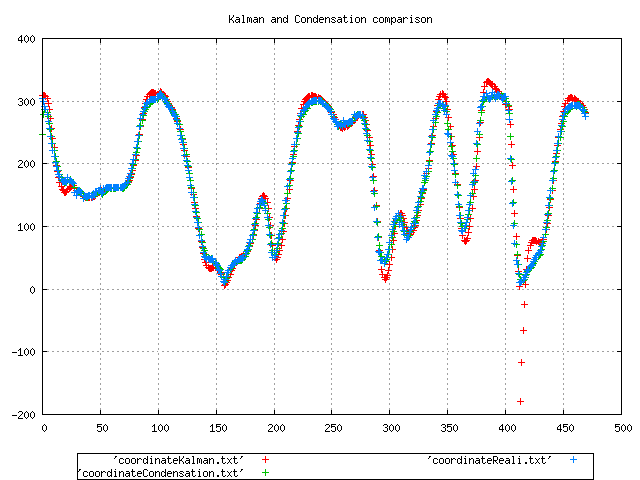 Kalman and Condensation comparison
400
300
200
100
0
-100
-200
0 50 100 150 200 250 300 350 400 450 500
'coordinateKalman.txt' 'coordinateReali.txt'
'coordinateCondensation.txt'